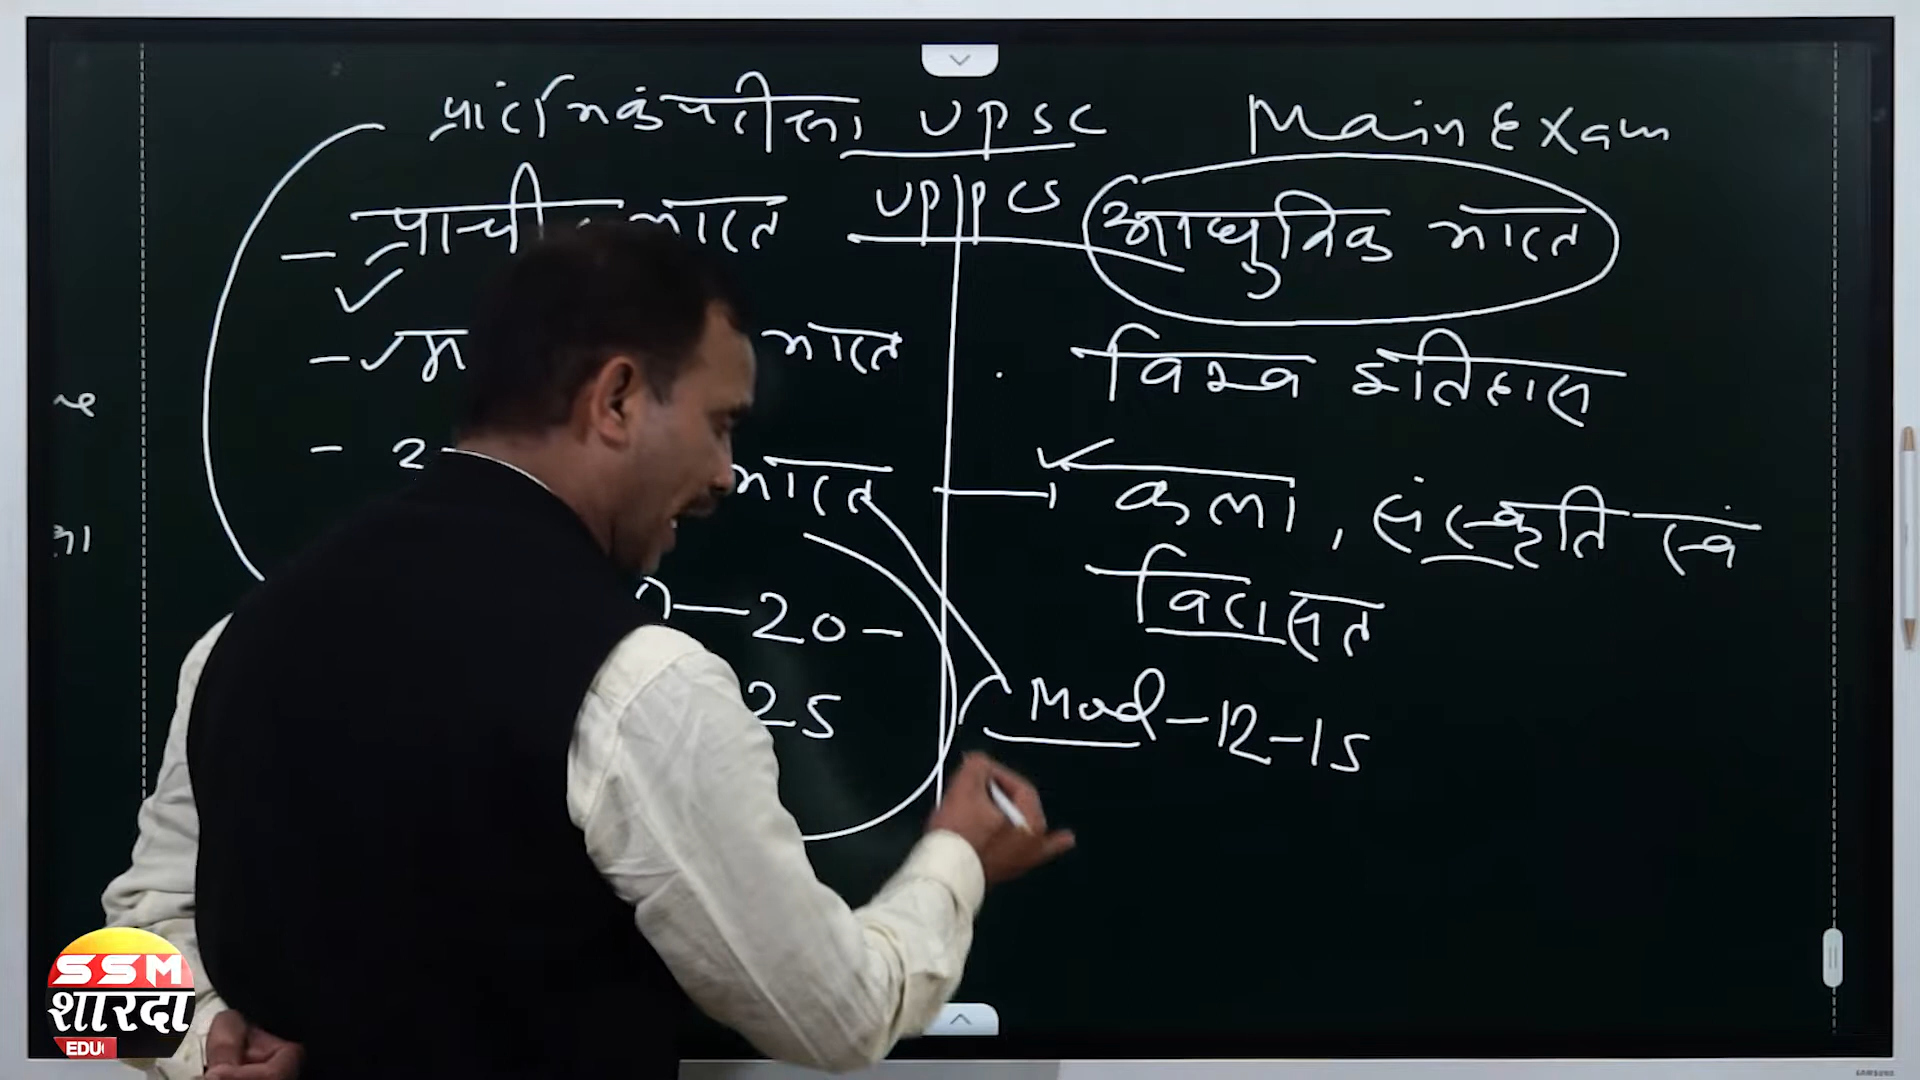 प्रारंभिक परीक्षा UPSC
UPPCS
प्राची भारत
भारत
भारत
20 -
25
Main Exam
आधुनिक भारत
विश्व इतिहास
कला, संस्कृति एवं
विरासत
Mod - 12 - 15
SSM
शारदा
EDU
SAMSUNG